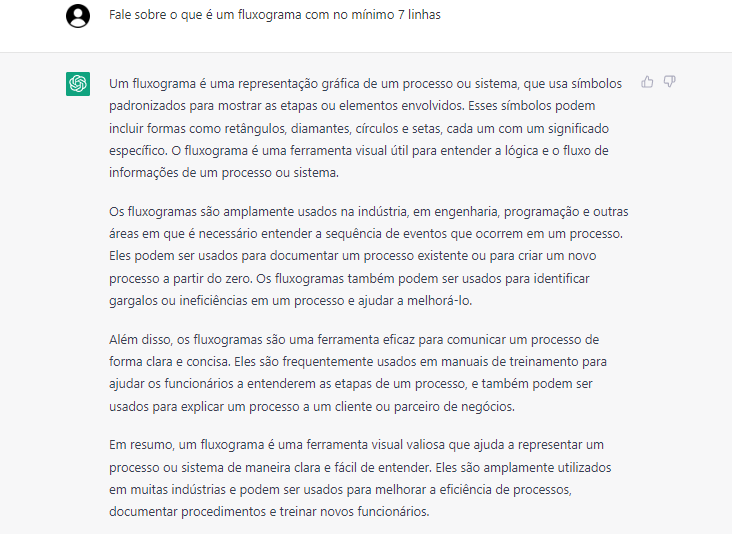 Fale sobre o que é um fluxograma com no mínimo 7 linhas
Um fluxograma é uma representação gráfica de um processo ou sistema, que usa símbolos
padronizados para mostrar as etapas ou elementos envolvidos. Esses símbolos podem
incluir formas como retângulos, diamantes, círculos e setas, cada um com um significado
específico. O fluxograma é uma ferramenta visual útil para entender a lógica e o fluxo de
informações de um processo ou sistema.
Os fluxogramas são amplamente usados na indústria, em engenharia, programação e outras
áreas em que é necessário entender a sequência de eventos que ocorrem em um processo.
Eles podem ser usados para documentar um processo existente ou para criar um novo
processo a partir do zero. Os fluxogramas também podem ser usados para identificar
gargalos ou ineficiências em um processo e ajudar a melhorá-lo.
Além disso, os fluxogramas são uma ferramenta eficaz para comunicar um processo de
forma clara e concisa. Eles são frequentemente usados em manuais de treinamento para
ajudar os funcionários a entenderem as etapas de um processo, e também podem ser
usados para explicar um processo a um cliente ou parceiro de negócios.
Em resumo, um fluxograma é uma ferramenta visual valiosa que ajuda a representar um
processo ou sistema de maneira clara e fácil de entender. Eles são amplamente utilizados
em muitas indústrias e podem ser usados para melhorar a eficiência de processos,
documentar procedimentos e treinar novos funcionários.